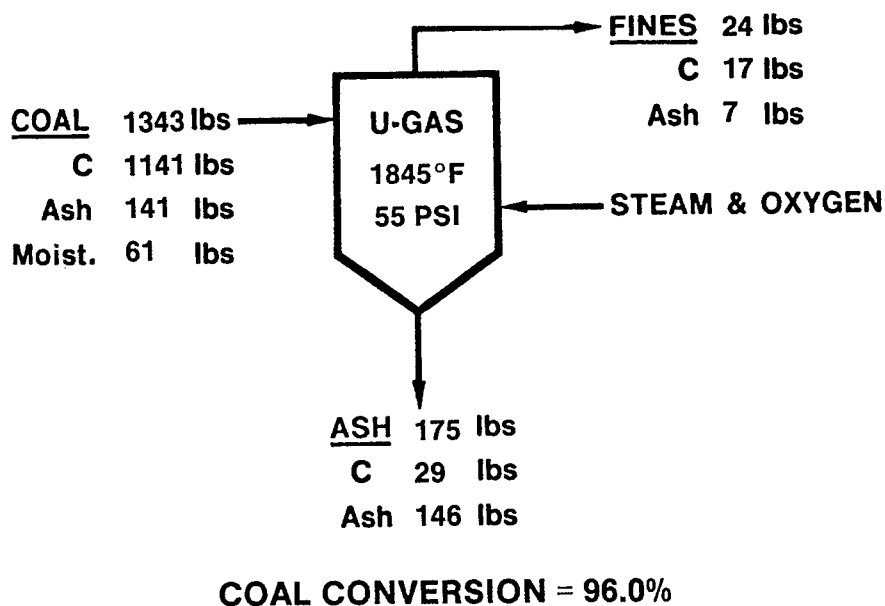 FINES 24 lbs
C 17 lbs
Ash 7 lbs
COAL 1343 lbs
C 1141 lbs
Ash 141 lbs
Moist. 61 lbs
U-GAS
1845°F
55 PSI
STEAM & OXYGEN
ASH 175 lbs
C 29 lbs
Ash 146 lbs
COAL CONVERSION = 96.0%